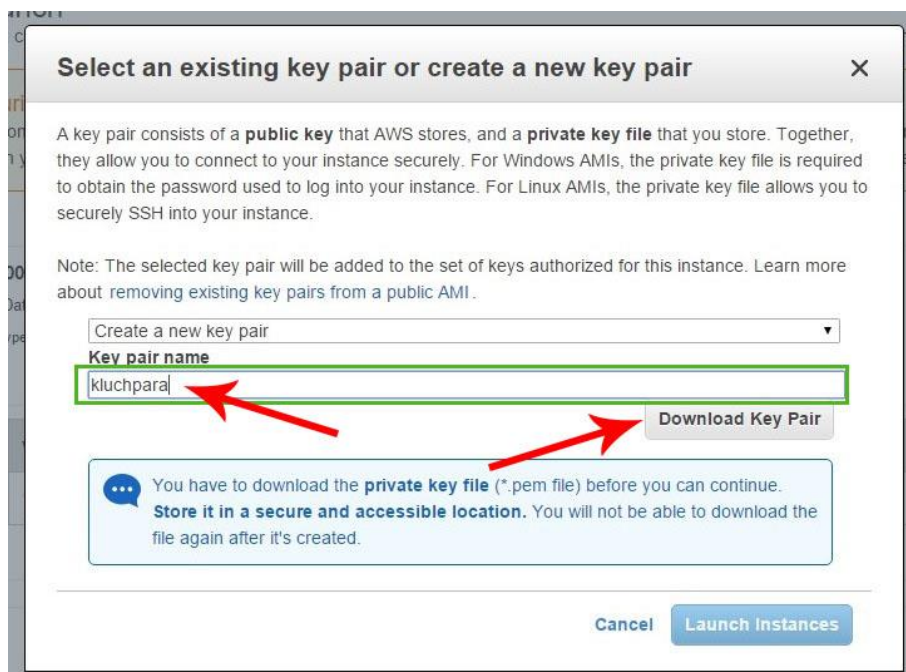 Select an existing key pair or create a new key pair
A key pair consists of a public key that AWS stores, and a private key file that you store. Together,
they allow you to connect to your instance securely. For Windows AMIs, the private key file is required
to obtain the password used to log into your instance. For Linux AMIs, the private key file allows you to
securely SSH into your instance.
Note: The selected key pair will be added to the set of keys authorized for this instance. Learn more
about removing existing key pairs from a public AMI .
Create a new key pair
Key pair name
kluchpara
Download Key Pair
You have to download the private key file (*.pem file) before you can continue.
Store it in a secure and accessible location. You will not be able to download the
file again after it's created.
Cancel Launch Instances